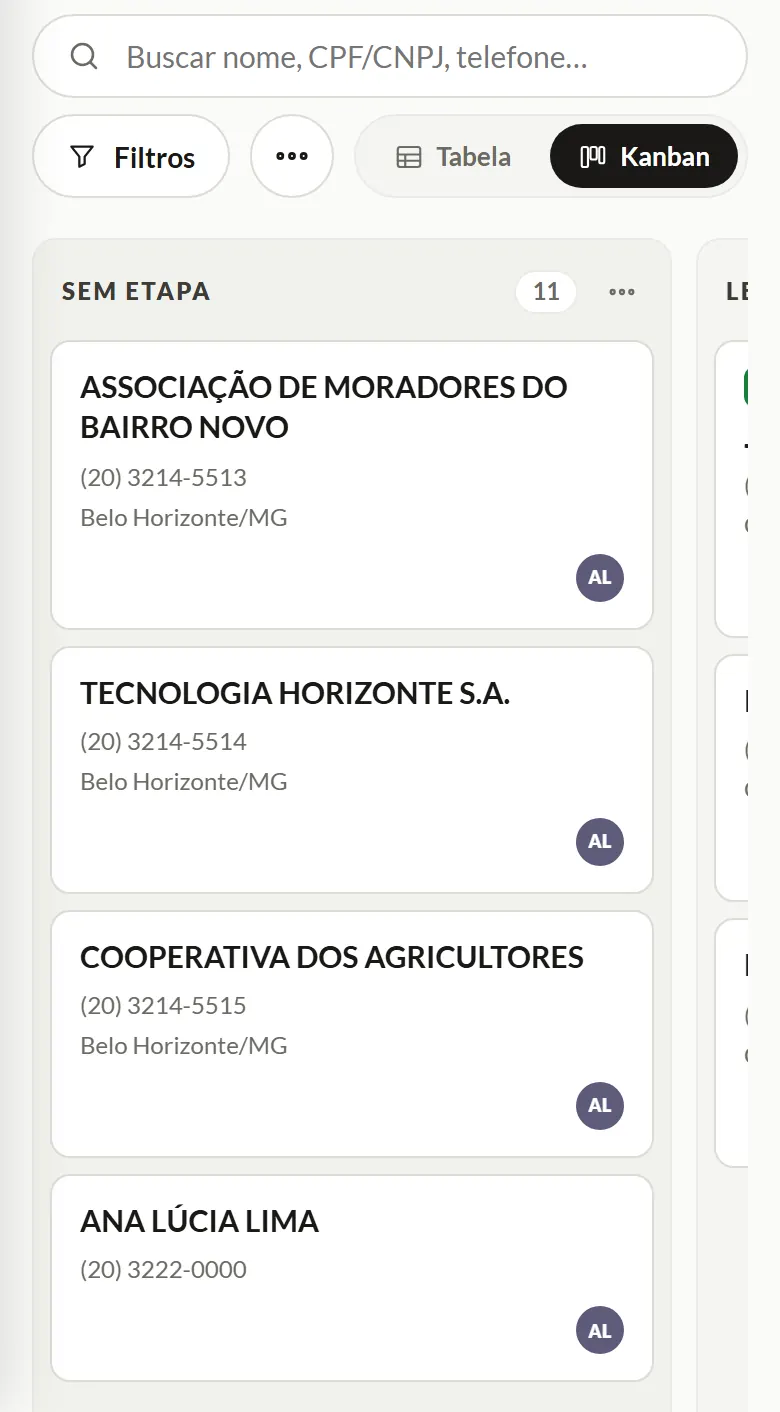 Buscar nome, CPF/CNPJ, telefone...
Filtros
Tabela
Kanban
SEM ETAPA
11
ASSOCIAÇÃO DE MORADORES DO
BAIRRO NOVO
(20) 3214-5513
Belo Horizonte/MG
AL
TECNOLOGIA HORIZONTE S.A.
(20) 3214-5514
Belo Horizonte/MG
AL
COOPERATIVA DOS AGRICULTORES
(20) 3214-5515
Belo Horizonte/MG
AL
ANA LÚCIA LIMA
(20) 3222-0000
AL